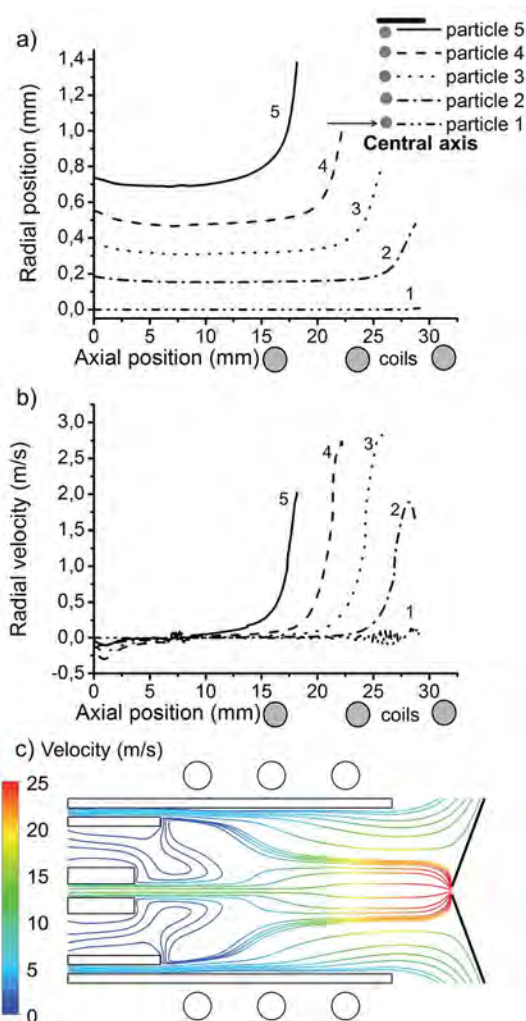 a)
particle 5
particle 4
particle 3
particle 2
particle 1
Central axis
Radial position (mm)
1,4
1,2
1,0
0,8
0,6
0,4
0,2
0,0
5
4
3
2
1
0 5 10 15 20 25 30
Axial position (mm) coils
b)
Radial velocity (m/s)
3,0
2,5
2,0
1,5
1,0
0,5
0,0
-0,5
5
4
3
2
1
0 5 10 15 20 25 30
Axial position (mm) coils
c) Velocity (m/s)
25
20
15
10
5
0